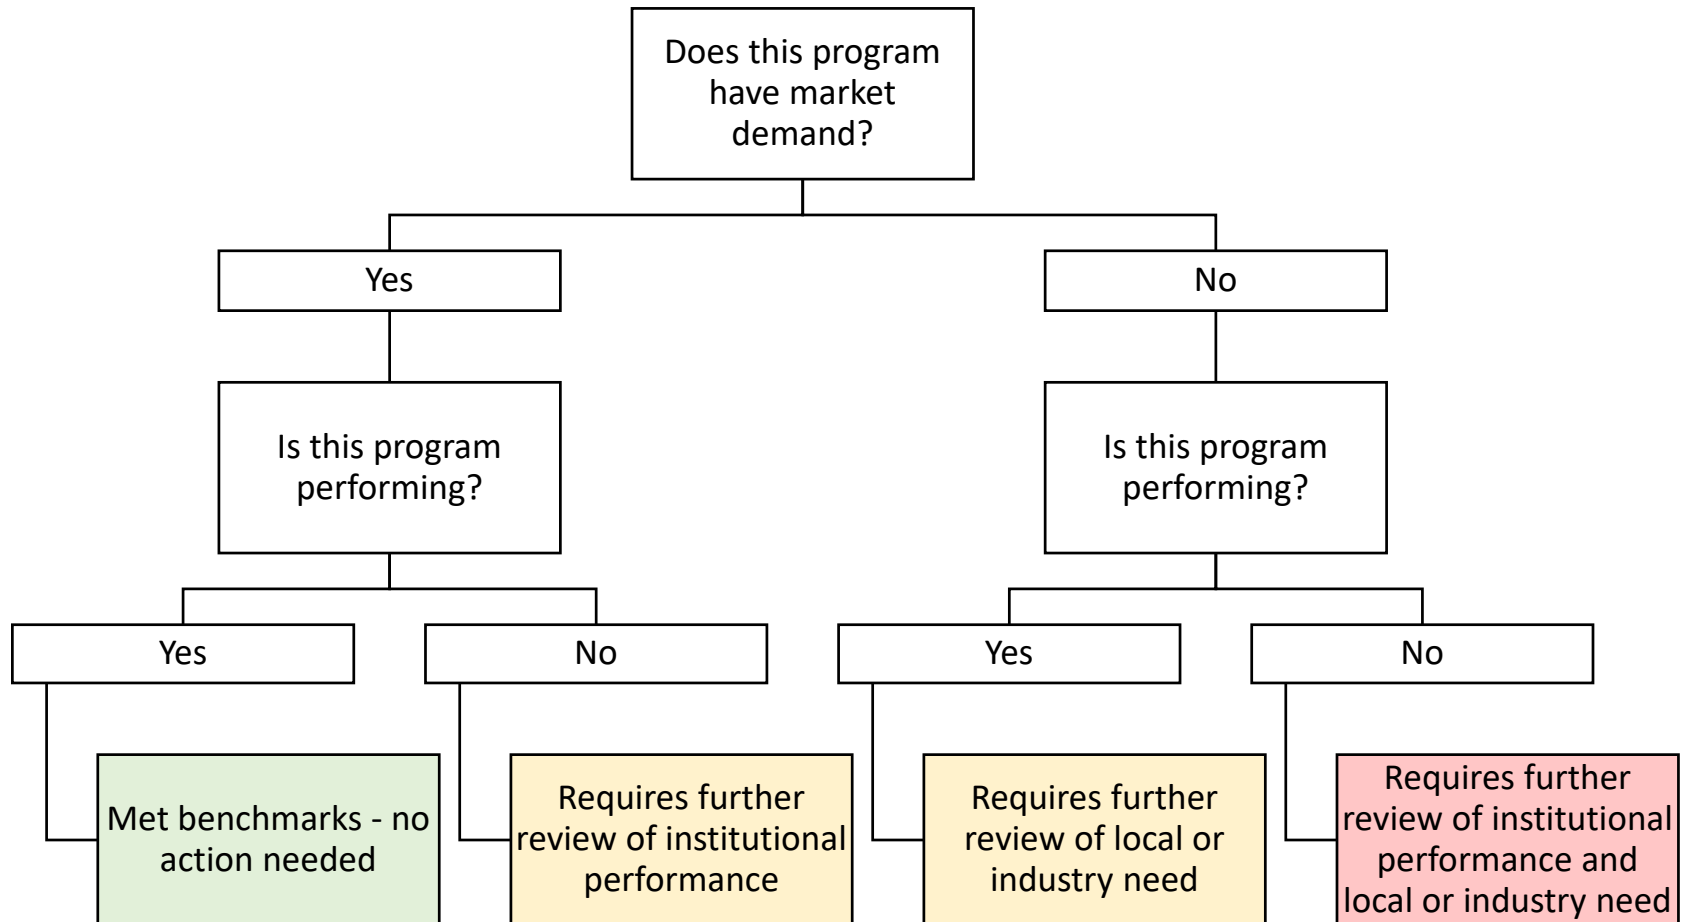 Does this program
have market
demand?
Yes
No
Is this program
performing?
Is this program
performing?
Yes
No
Yes
No
Met benchmarks - no
action needed
Requires further
review of institutional
performance
Requires further
review of local or
industry need
Requires further
review of institutional
performance and
local or industry need